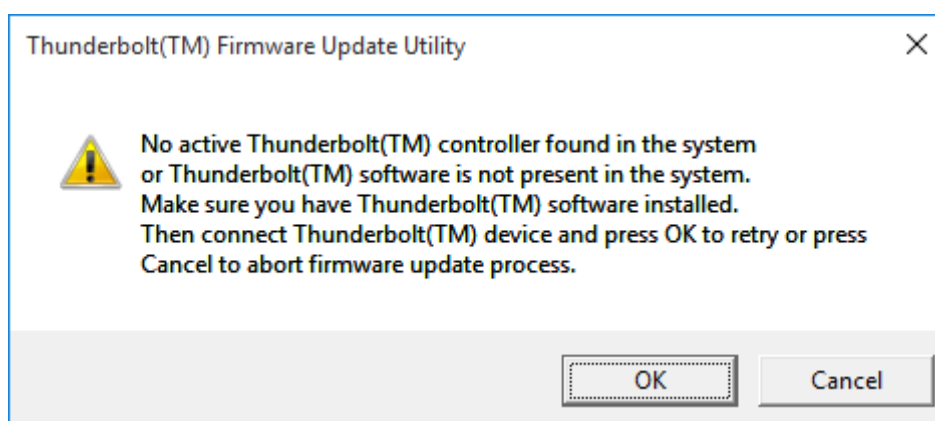 Thunderbolt(TM) Firmware Update Utility
No active Thunderbolt(TM) controller found in the system
or Thunderbolt(TM) software is not present in the system.
Make sure you have Thunderbolt(TM) software installed.
Then connect Thunderbolt(TM) device and press OK to retry or press
Cancel to abort firmware update process.
OK
Cancel